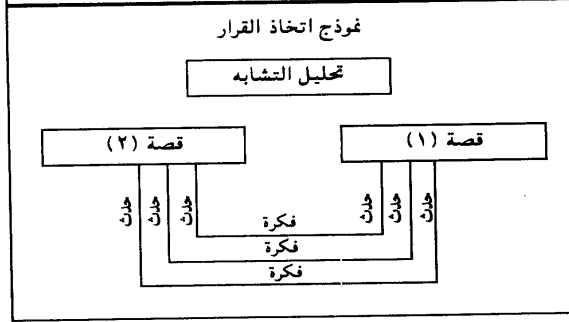 نموذج اتخاذ القرار
تحليل التشابه
قصة (١)
قصة (٢)
حدث
حدث
حدث
حدث
حدث
حدث
فكرة
فكرة
فكرة